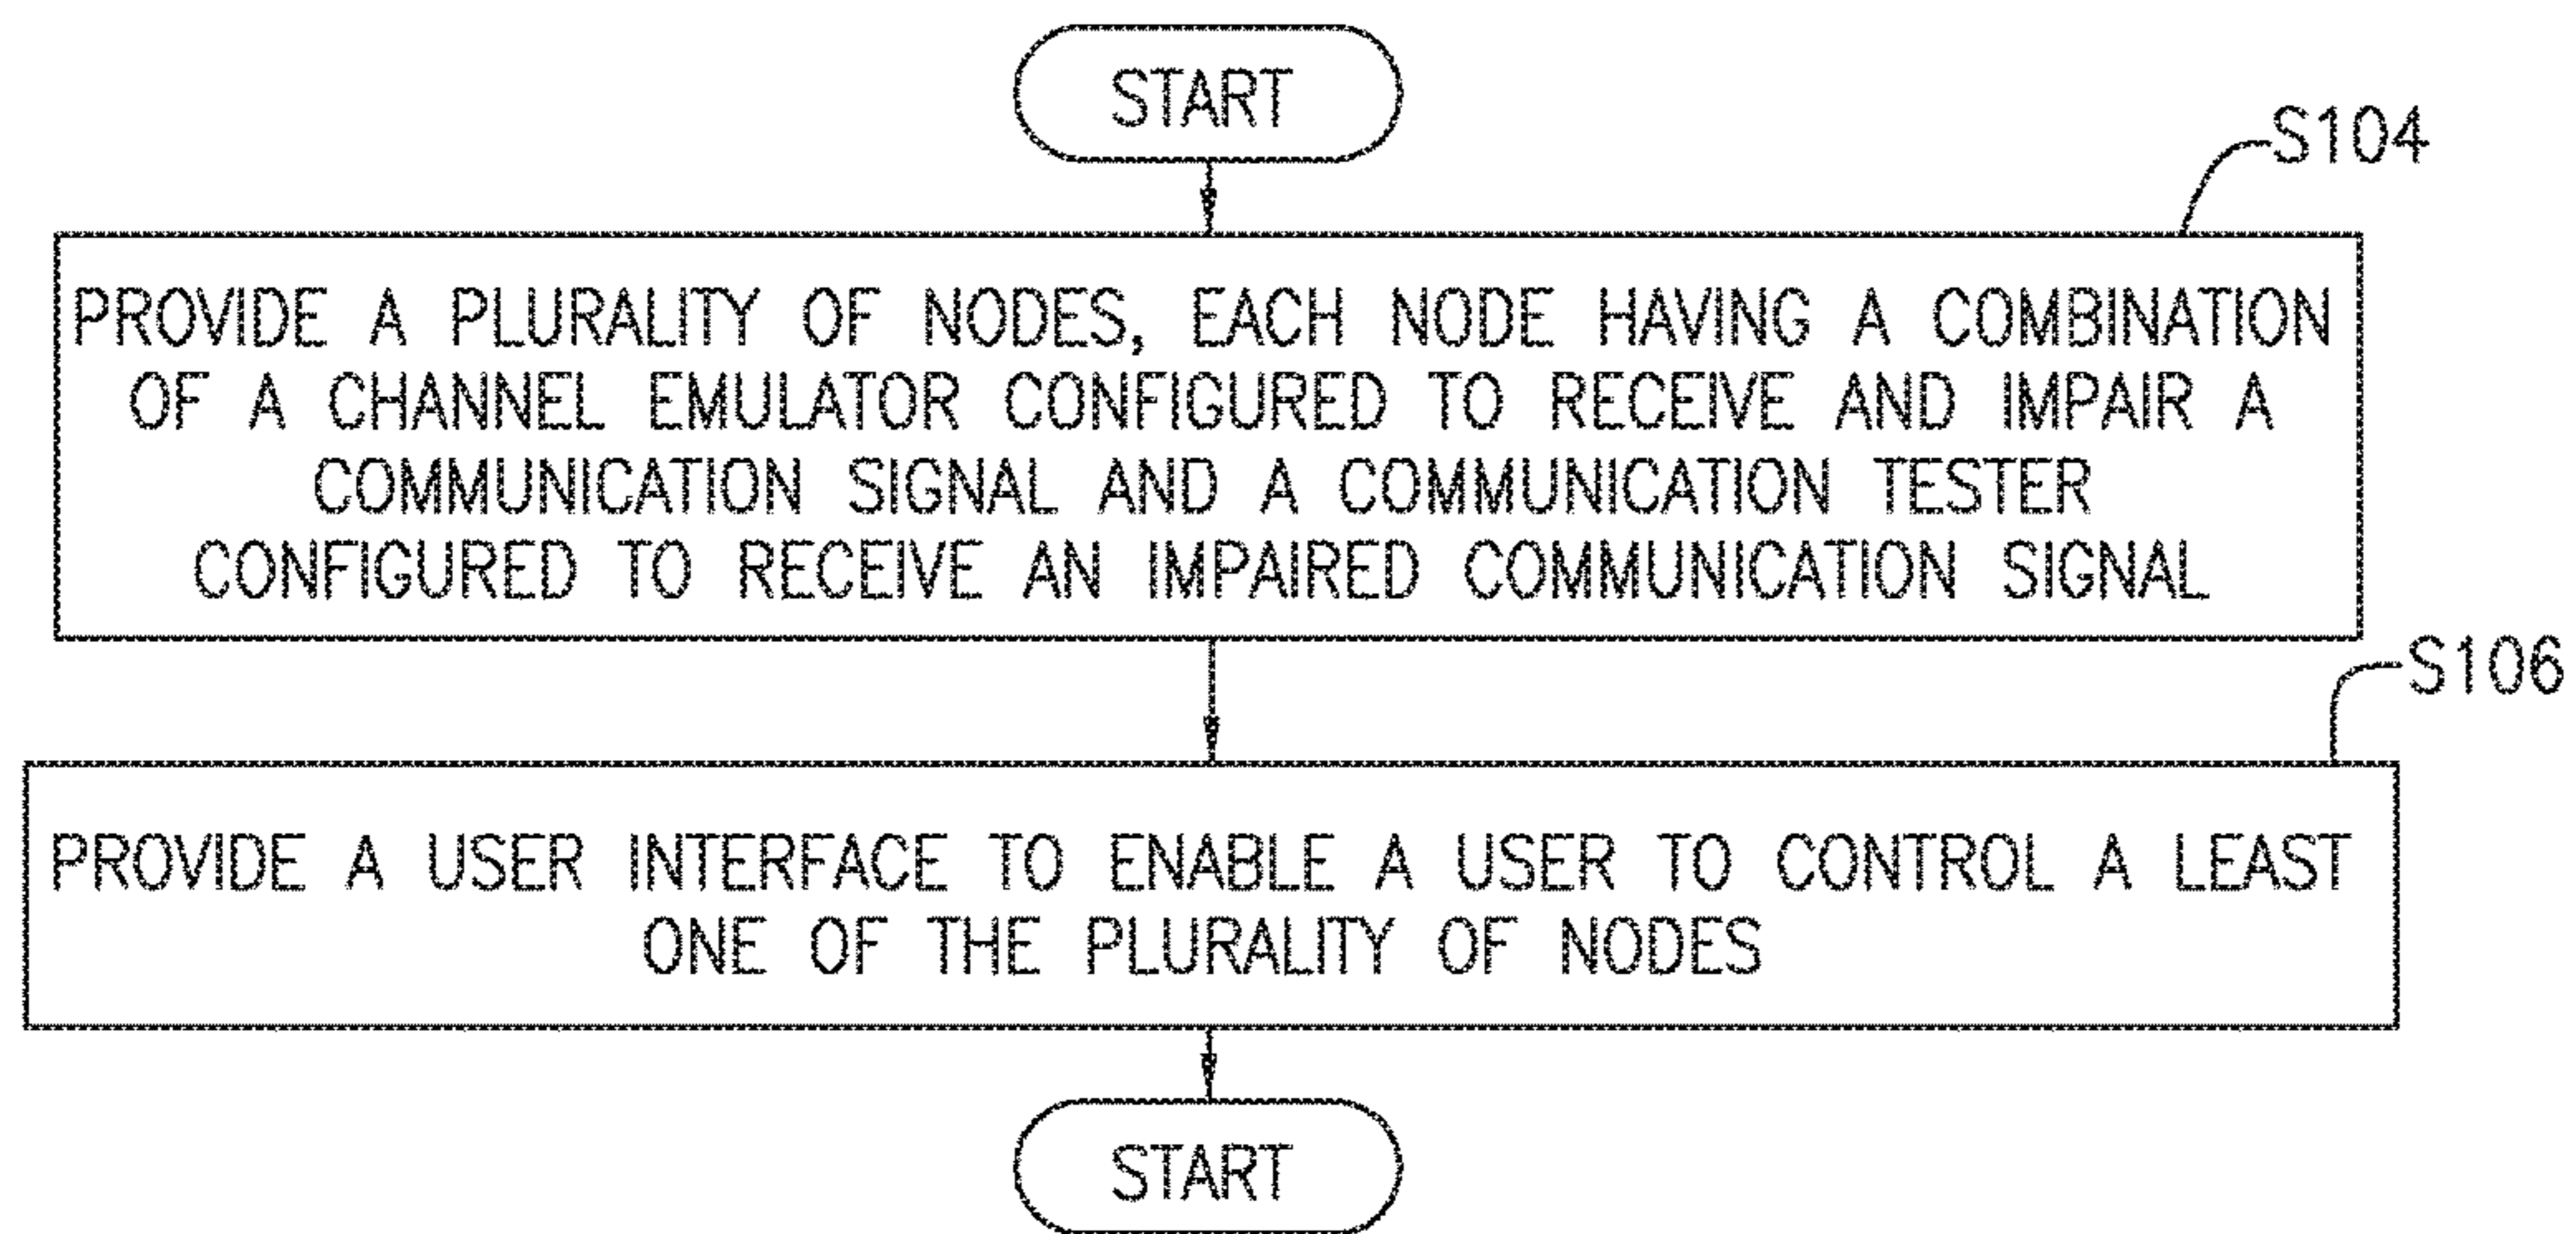 START
S104
PROVIDE A PLURALITY OF NODES, EACH NODE HAVING A COMBINATION
OF A CHANNEL EMULATOR CONFIGURED TO RECEIVE AND IMPAIR A
COMMUNICATION SIGNAL AND A COMMUNICATION TESTER
CONFIGURED TO RECEIVE AN IMPAIRED COMMUNICATION SIGNAL
S106
PROVIDE A USER INTERFACE TO ENABLE A USER TO CONTROL A LEAST
ONE OF THE PLURALITY OF NODES
START